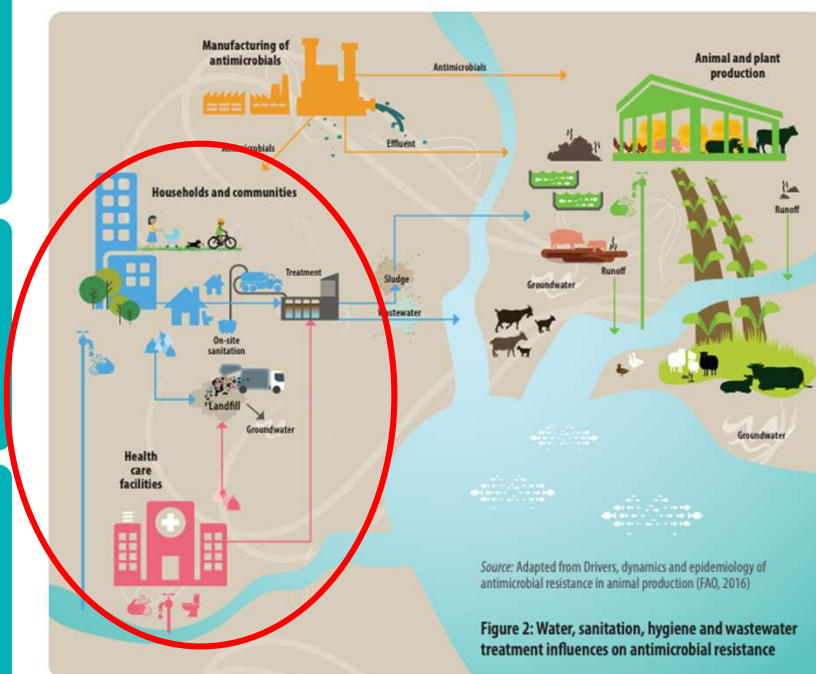 Manufacturing of
antimicrobials
Antimicrobials
Animal and plant
production
Antimicrobials
Effluent
Households and communities
Runoff
Treatment
Sludge
Runoff
Groundwater
Wastewater
On-site
sanitation
Landfill
Groundwater
Groundwater
Health
care
facilities
Source: Adapted from Drivers, dynamics and epidemiology of
antimicrobial resistance in animal production (FAO, 2016)
Figure 2: Water, sanitation, hygiene and wastewater
treatment influences on antimicrobial resistance